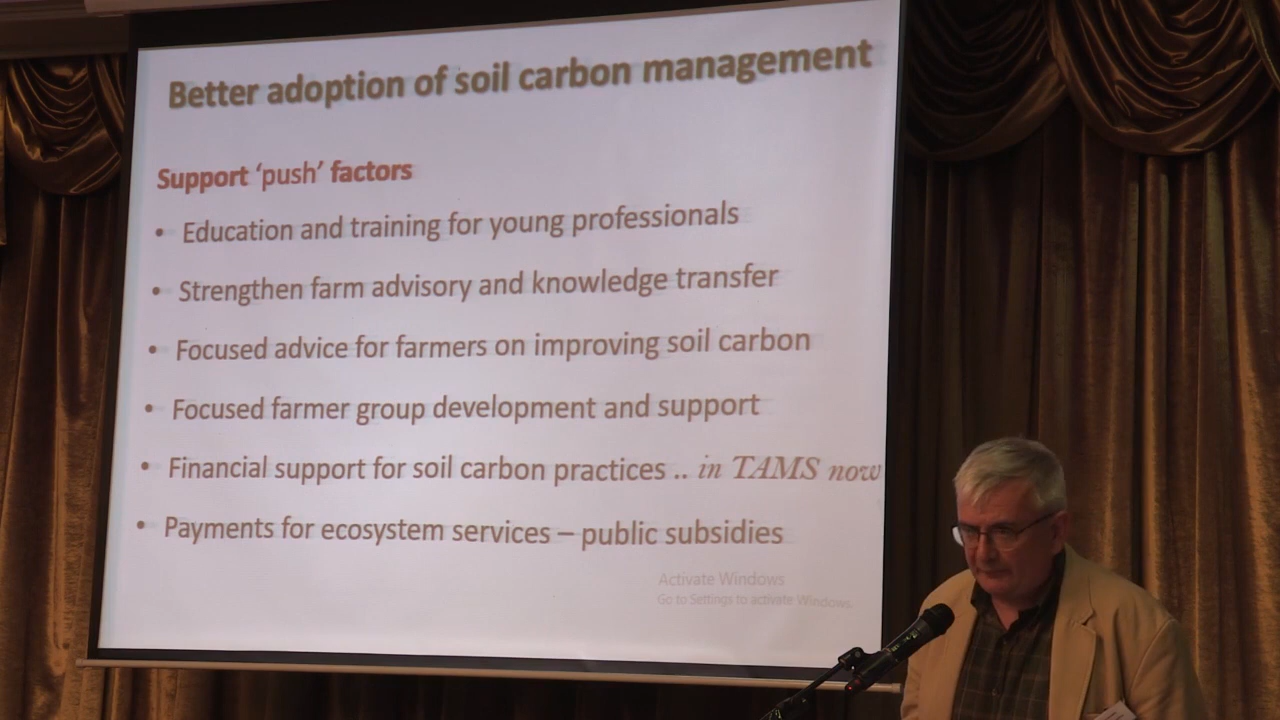 Better adoption of soil carbon management
Support ‘push’ factors
• Education and training for young professionals
• Strengthen farm advisory and knowledge transfer
• Focused advice for farmers on improving soil carbon
• Focused farmer group development and support
• Financial support for soil carbon practices .. in TAMS now
• Payments for ecosystem services – public subsidies
Activate Windows
Go to Settings to activate Windows.